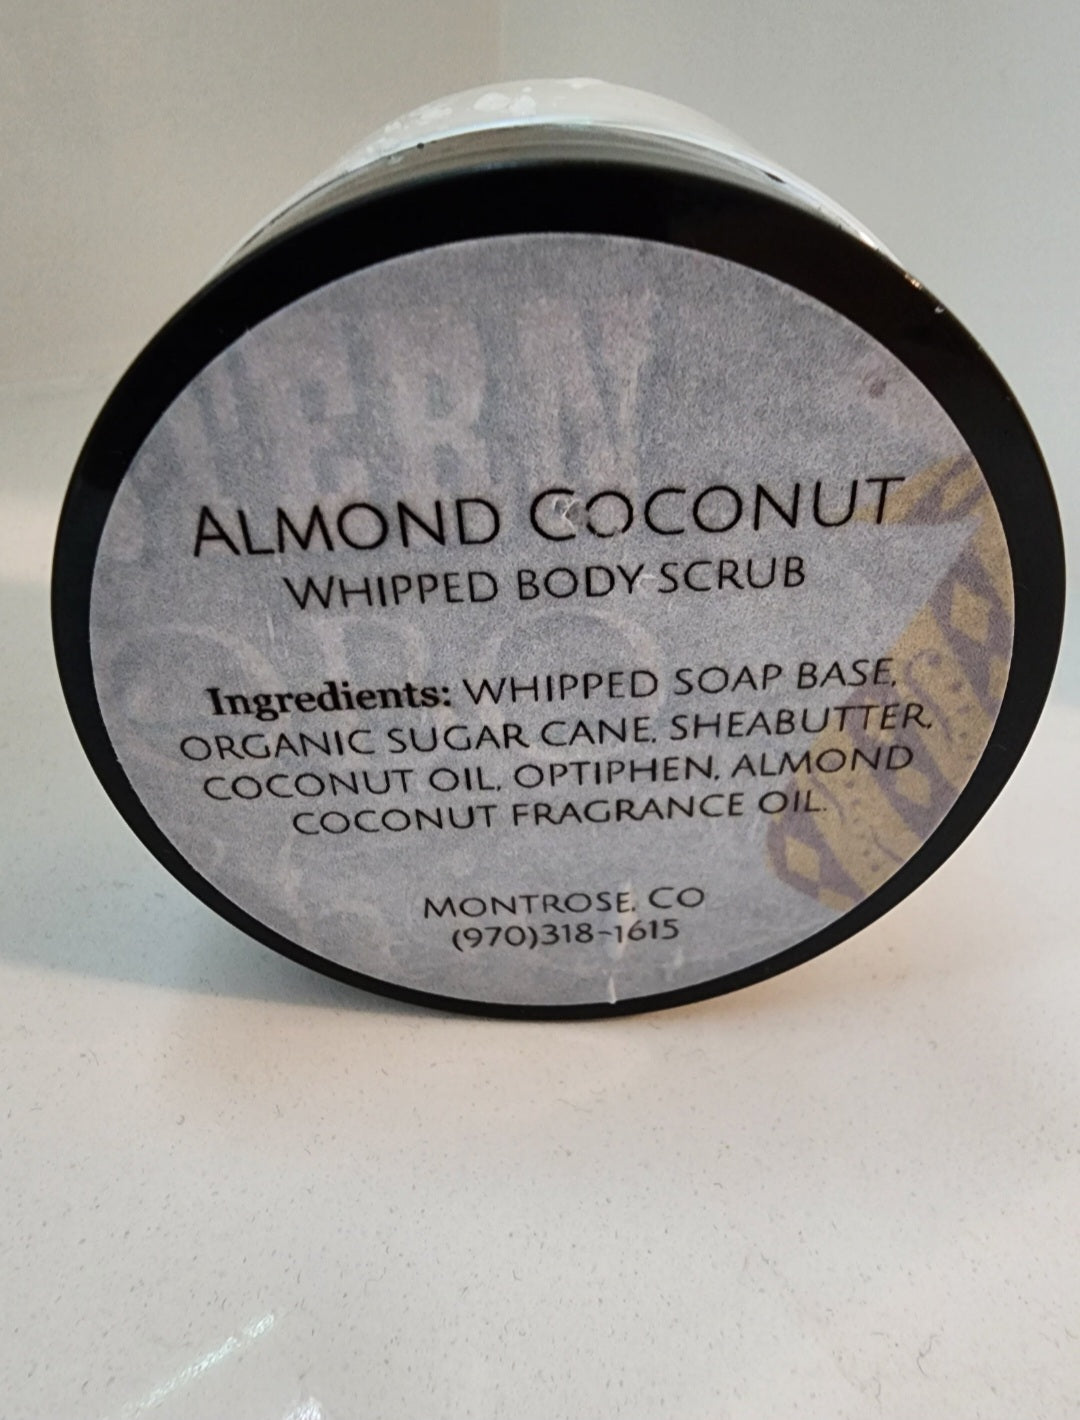 ALMOND COCONUT
WHIPPED BODY SCRUB
Ingredients: WHIPPED SOAP BASE,
ORGANIC SUGAR CANE, SHEABUTTER,
COCONUT OIL, OPTIPHEN, ALMOND
COCONUT FRAGRANCE OIL.
MONTROSE, CO
(970)318-1615